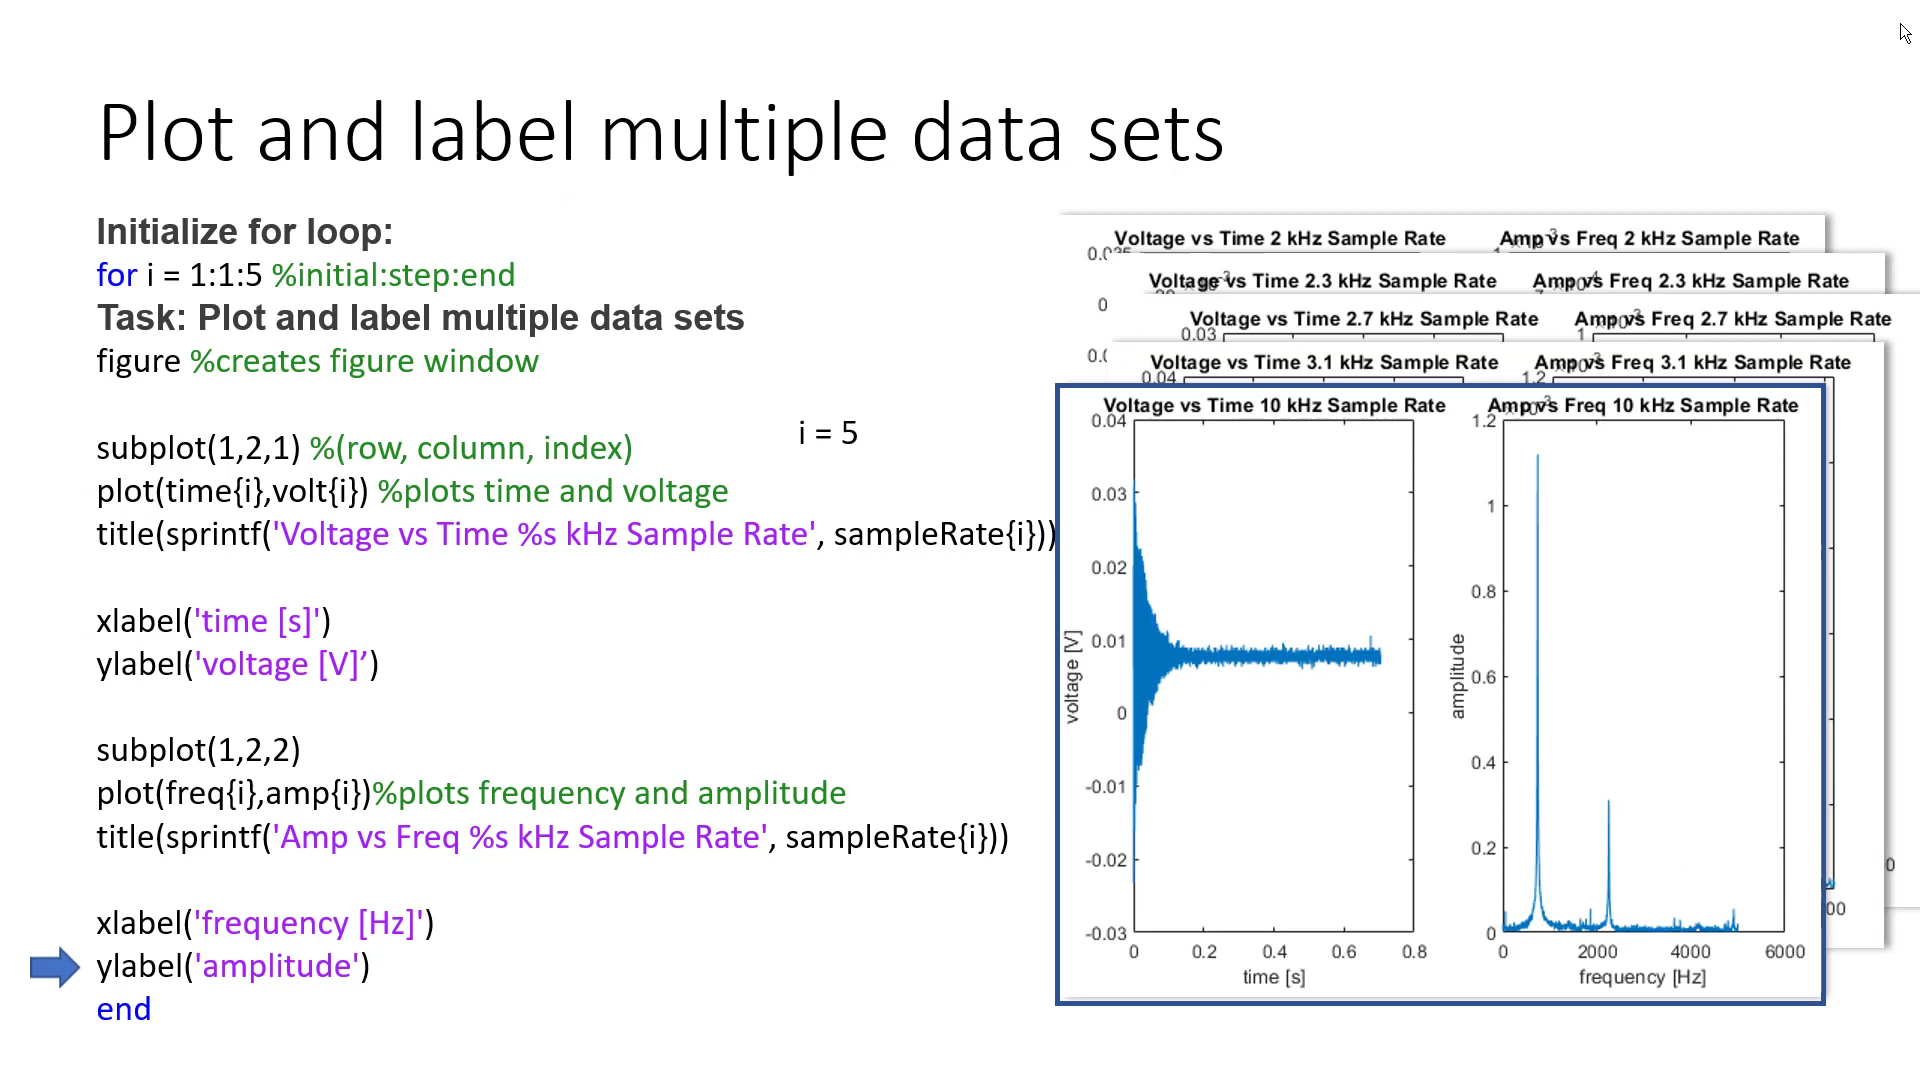 Plot and label multiple data sets
Initialize for loop:
for i = 1:1:5 %initial:step:end
Task: Plot and label multiple data sets
figure %creates figure window
i = 5
subplot(1,2,1) %(row, column, index)
plot(time{i},volt{i}) %plots time and voltage
title(sprintf('Voltage vs Time %s kHz Sample Rate', sampleRate{i}))
xlabel('time [s]')
ylabel('voltage [V]’)
subplot(1,2,2)
plot(freq{i},amp{i})%plots frequency and amplitude
title(sprintf('Amp vs Freq %s kHz Sample Rate', sampleRate{i}))
xlabel('frequency [Hz]')
ylabel('amplitude')
end
Voltage vs Time 2 kHz Sample Rate
Amp vs Freq 2 kHz Sample Rate
Voltage vs Time 2.3 kHz Sample Rate
Amp vs Freq 2.3 kHz Sample Rate
0
Voltage vs Time 2.7 kHz Sample Rate
Amp vs Freq 2.7 kHz Sample Rate
0.03
1
Voltage vs Time 3.1 kHz Sample Rate
Amp vs Freq 3.1 kHz Sample Rate
0.04
1.2
Voltage vs Time 10 kHz Sample Rate
Amp vs Freq 10 kHz Sample Rate
0.04
0.03
0.02
0.01
0
-0.01
-0.02
-0.03
voltage [V]
0 0.2 0.4 0.6 0.8
time [s]
1.2
1
0.8
0.6
0.4
0.2
0
amplitude
0 2000 4000 6000
frequency [Hz]
0
00